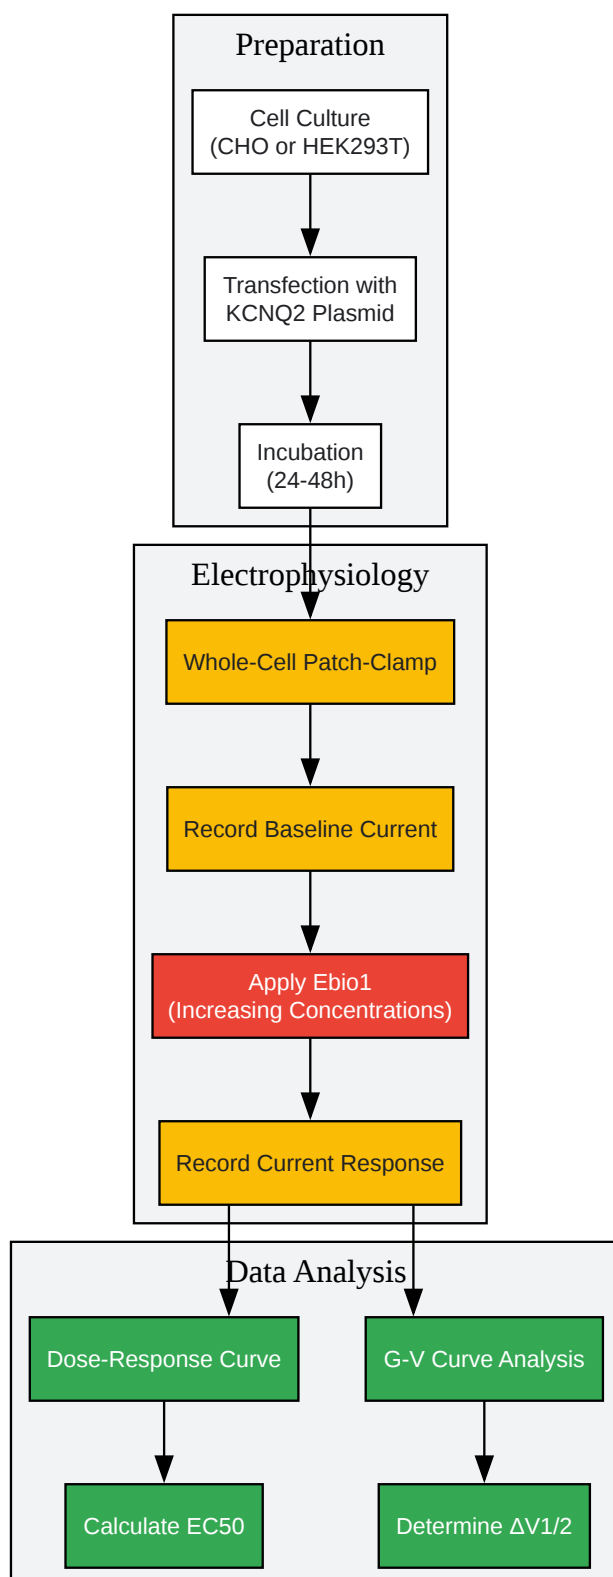 Preparation
Cell Culture
(CHO or HEK293T)
Transfection with
KCNQ2 Plasmid
Incubation
(24-48h)
Electrophysiology
Whole-Cell Patch-Clamp
Record Baseline Current
Apply Ebio1
(Increasing Concentrations)
Record Current Response
Data Analysis
Dose-Response Curve
G-V Curve Analysis
Calculate EC50
Determine ΔV1/2